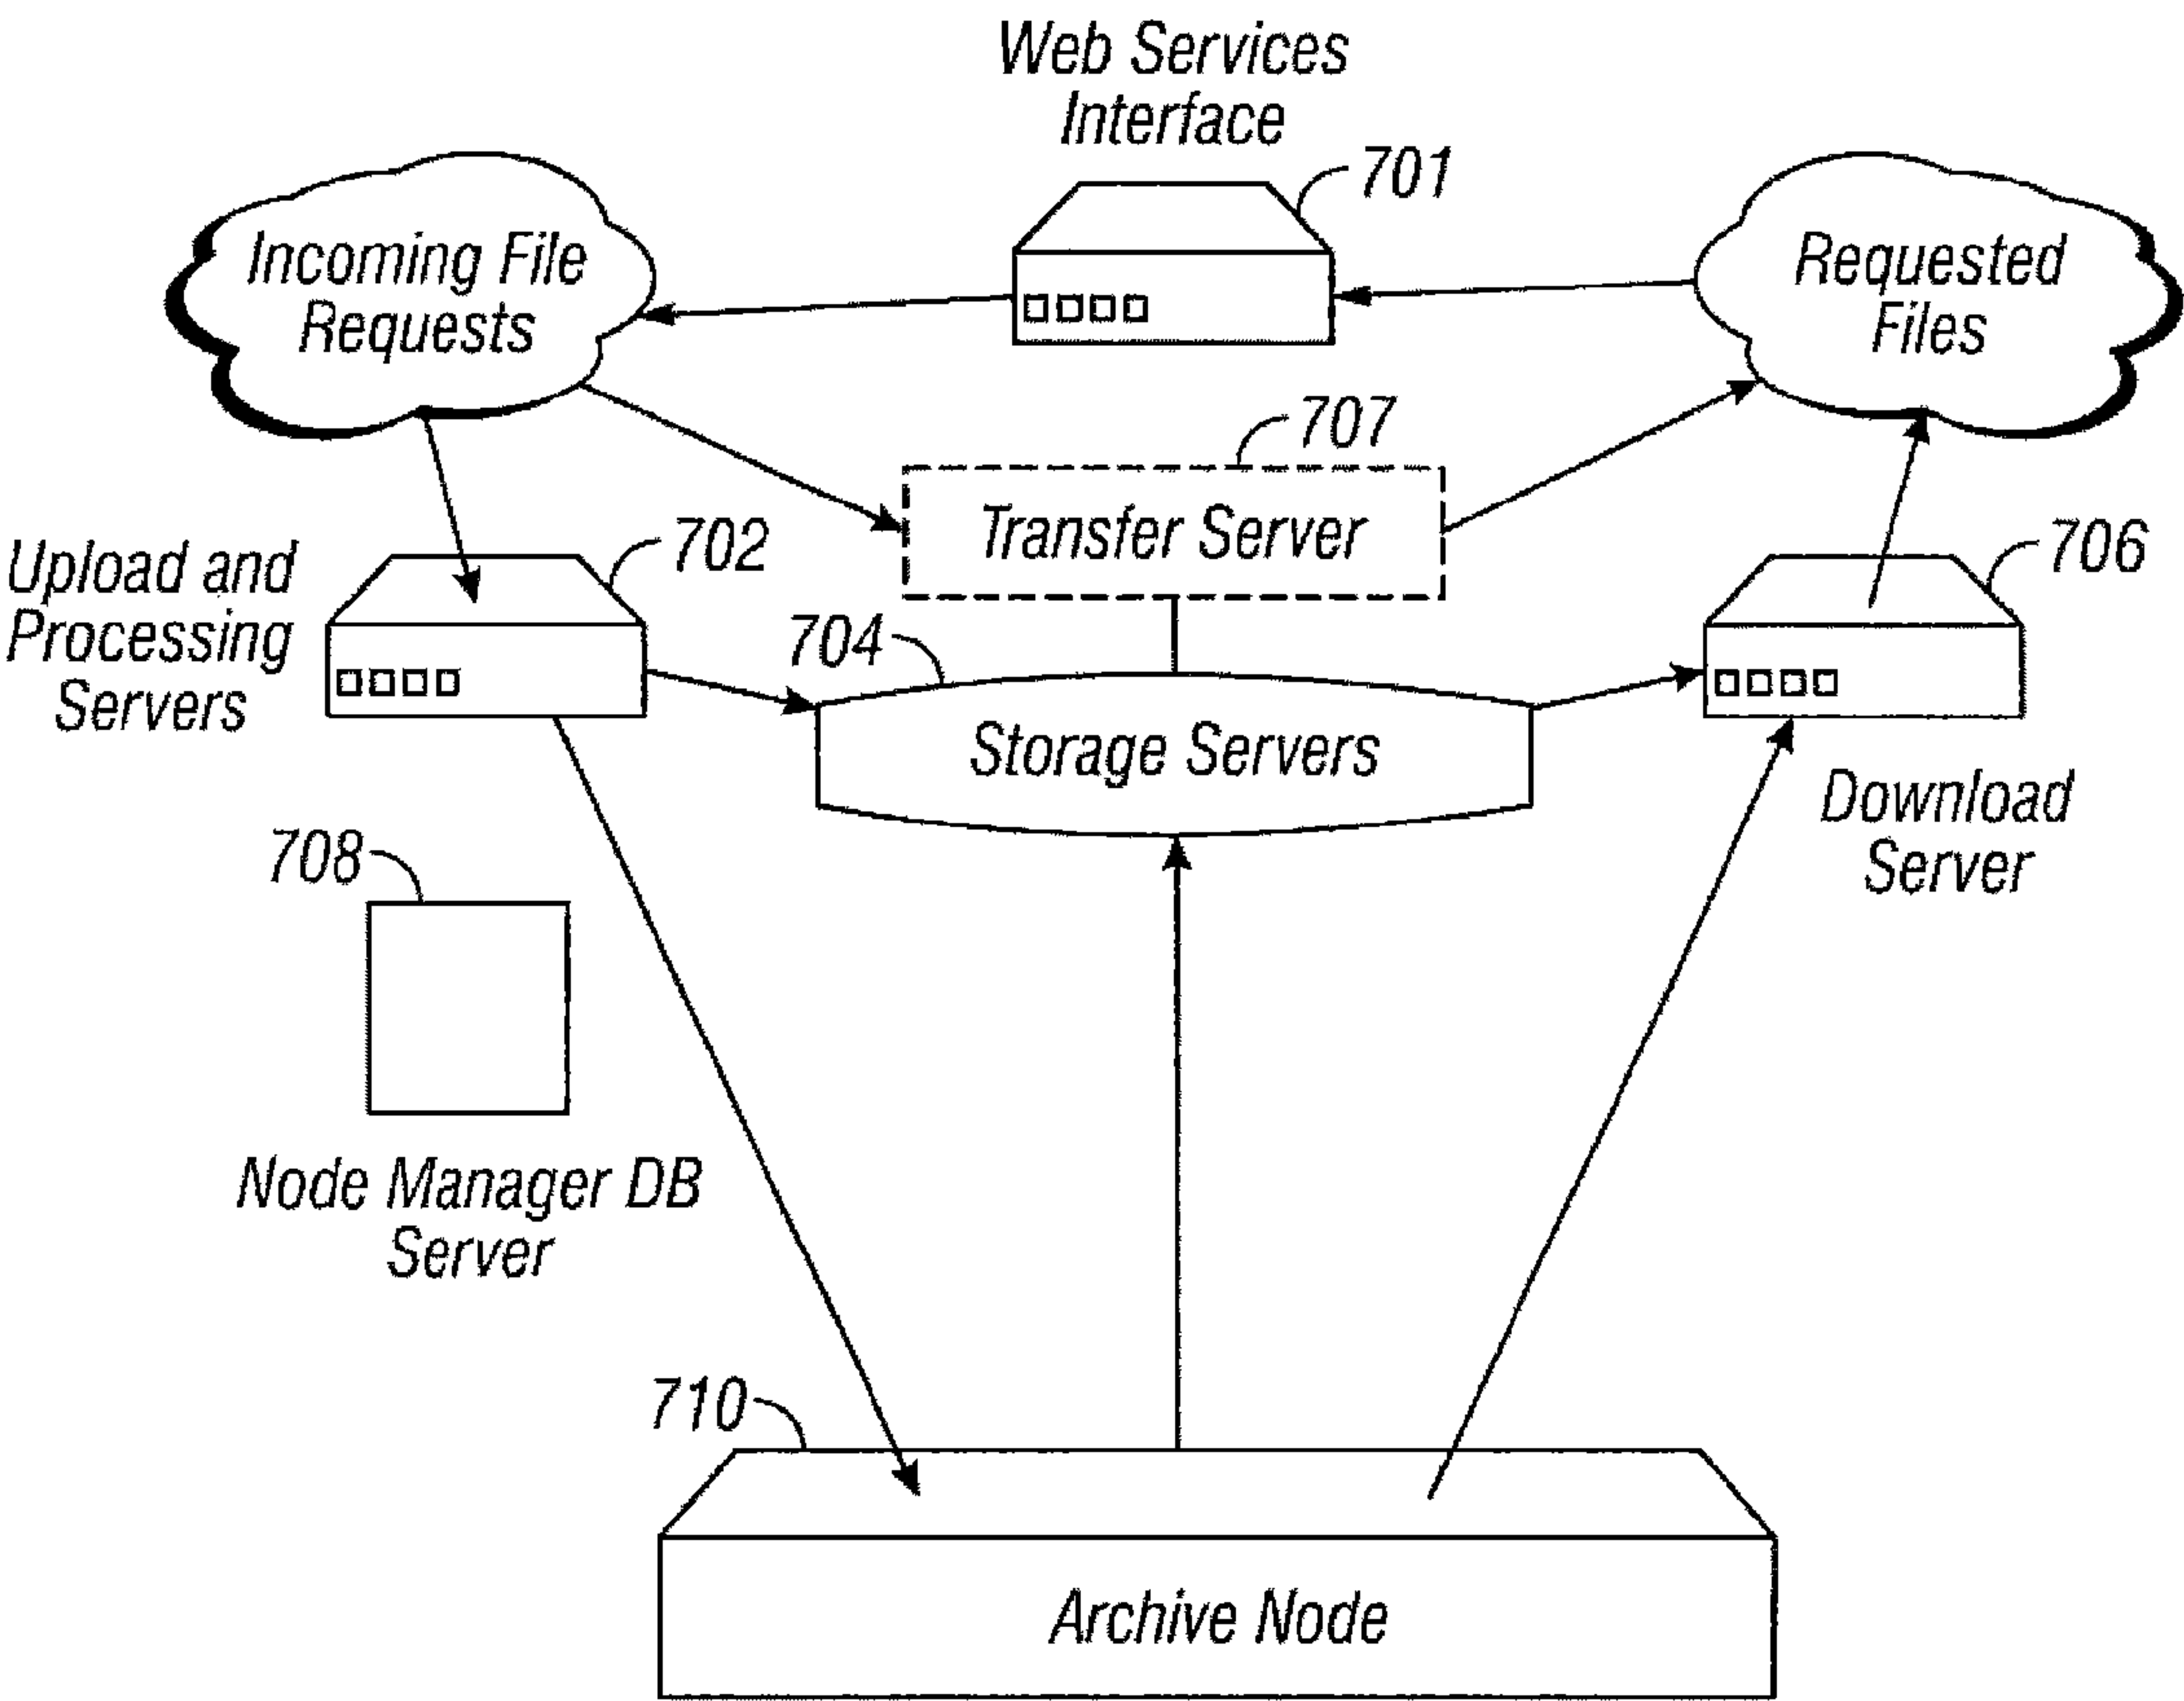 Web Services
Interface
701
Incoming File
Requests
Requested
Files
707
Transfer Server
702
706
Upload and
Processing
Servers
704
Storage Servers
Download
Server
708
Node Manager DB
Server
710
Archive Node